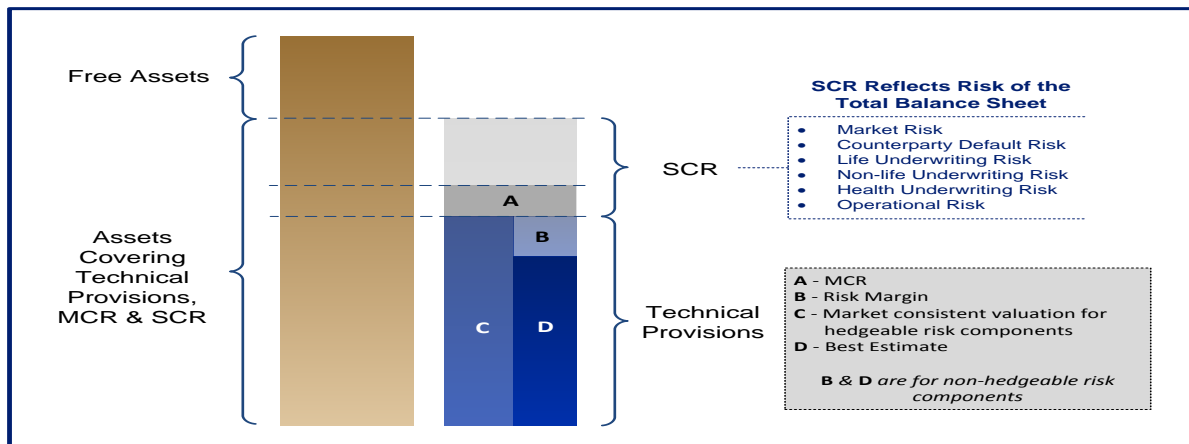 Free Assets
Assets
Covering
Technical
Provisions,
MCR & SCR
A
B
C
D
SCR
Technical
Provisions
SCR Reflects Risk of the
Total Balance Sheet
• Market Risk
• Counterparty Default Risk
• Life Underwriting Risk
• Non-life Underwriting Risk
• Health Underwriting Risk
• Operational Risk
A - MCR
B - Risk Margin
C - Market consistent valuation for
hedgeable risk components
D - Best Estimate
B & D are for non-hedgeable risk
components